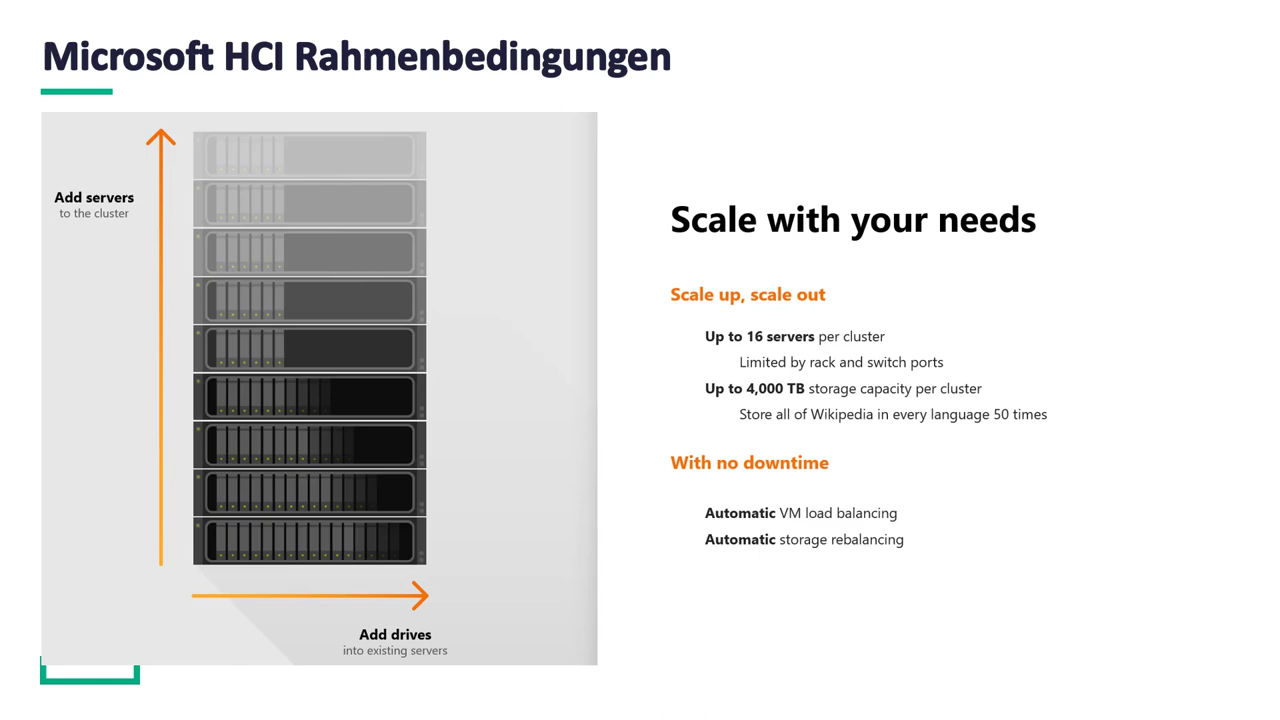 Microsoft HCI Rahmenbedingungen
Add servers
to the cluster
Add drives
into existing servers
Scale with your needs
Scale up, scale out
Up to 16 servers per cluster
Limited by rack and switch ports
Up to 4,000 TB storage capacity per cluster
Store all of Wikipedia in every language 50 times
With no downtime
Automatic VM load balancing
Automatic storage rebalancing